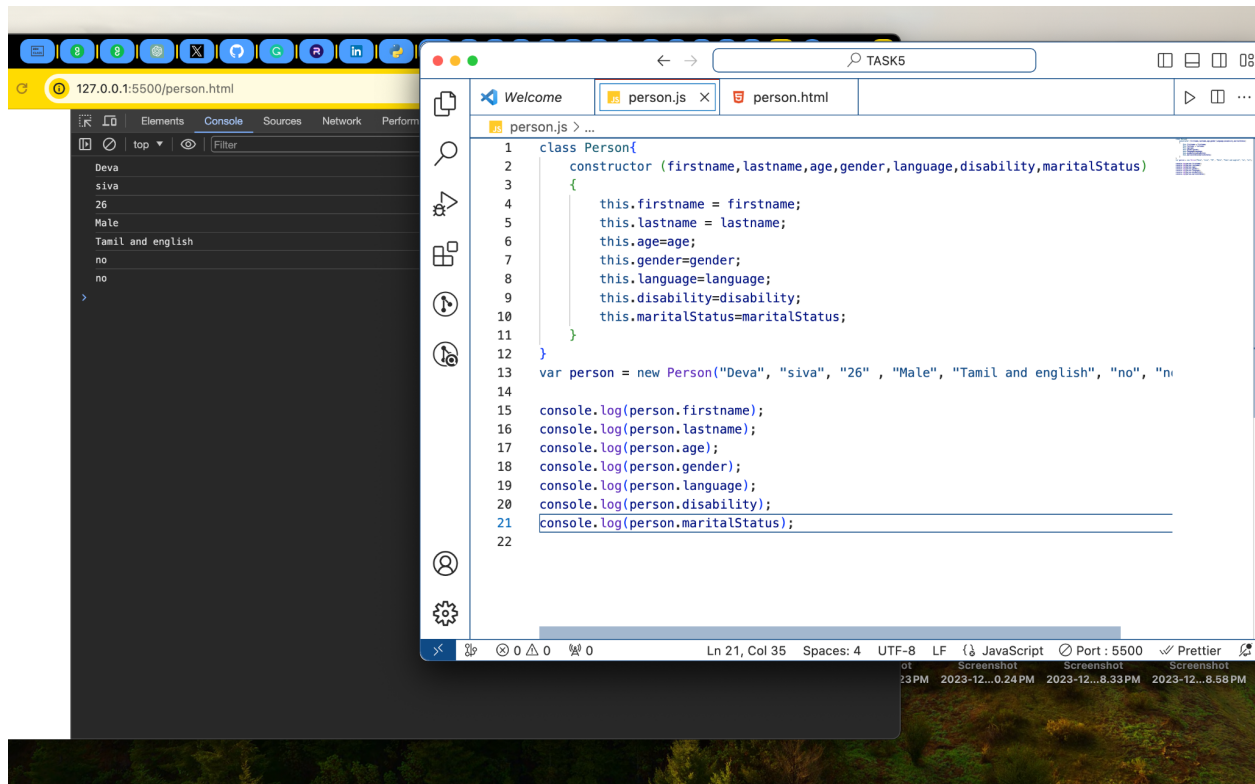 127.0.0.1:5500/person.html
Elements Console Sources Network Perform
top Filter
Deva
siva
26
Male
Tamil and english
no
no
TASK5
Welcome person.js person.html
person.js > ...
1 class Person{
2 constructor (firstname,lastname,age,gender,language,disability,maritalStatus)
3 {
4 this.firstname = firstname;
5 this.lastname = lastname;
6 this.age=age;
7 this.gender=gender;
8 this.language=language;
9 this.disability=disability;
10 this.maritalStatus=maritalStatus;
11 }
12 }
13 var person = new Person("Deva", "siva", "26" , "Male", "Tamil and english", "no", "n
14
15 console.log(person.firstname);
16 console.log(person.lastname);
17 console.log(person.age);
18 console.log(person.gender);
19 console.log(person.language);
20 console.log(person.disability);
21 console.log(person.maritalStatus);
22
0 0 0 Ln 21, Col 35 Spaces: 4 UTF-8 LF JavaScript Port : 5500 Prettier
ot Screenshot Screenshot Screenshot
23 PM 2023-12...0.24 PM 2023-12...8.33 PM 2023-12...8.58 PM